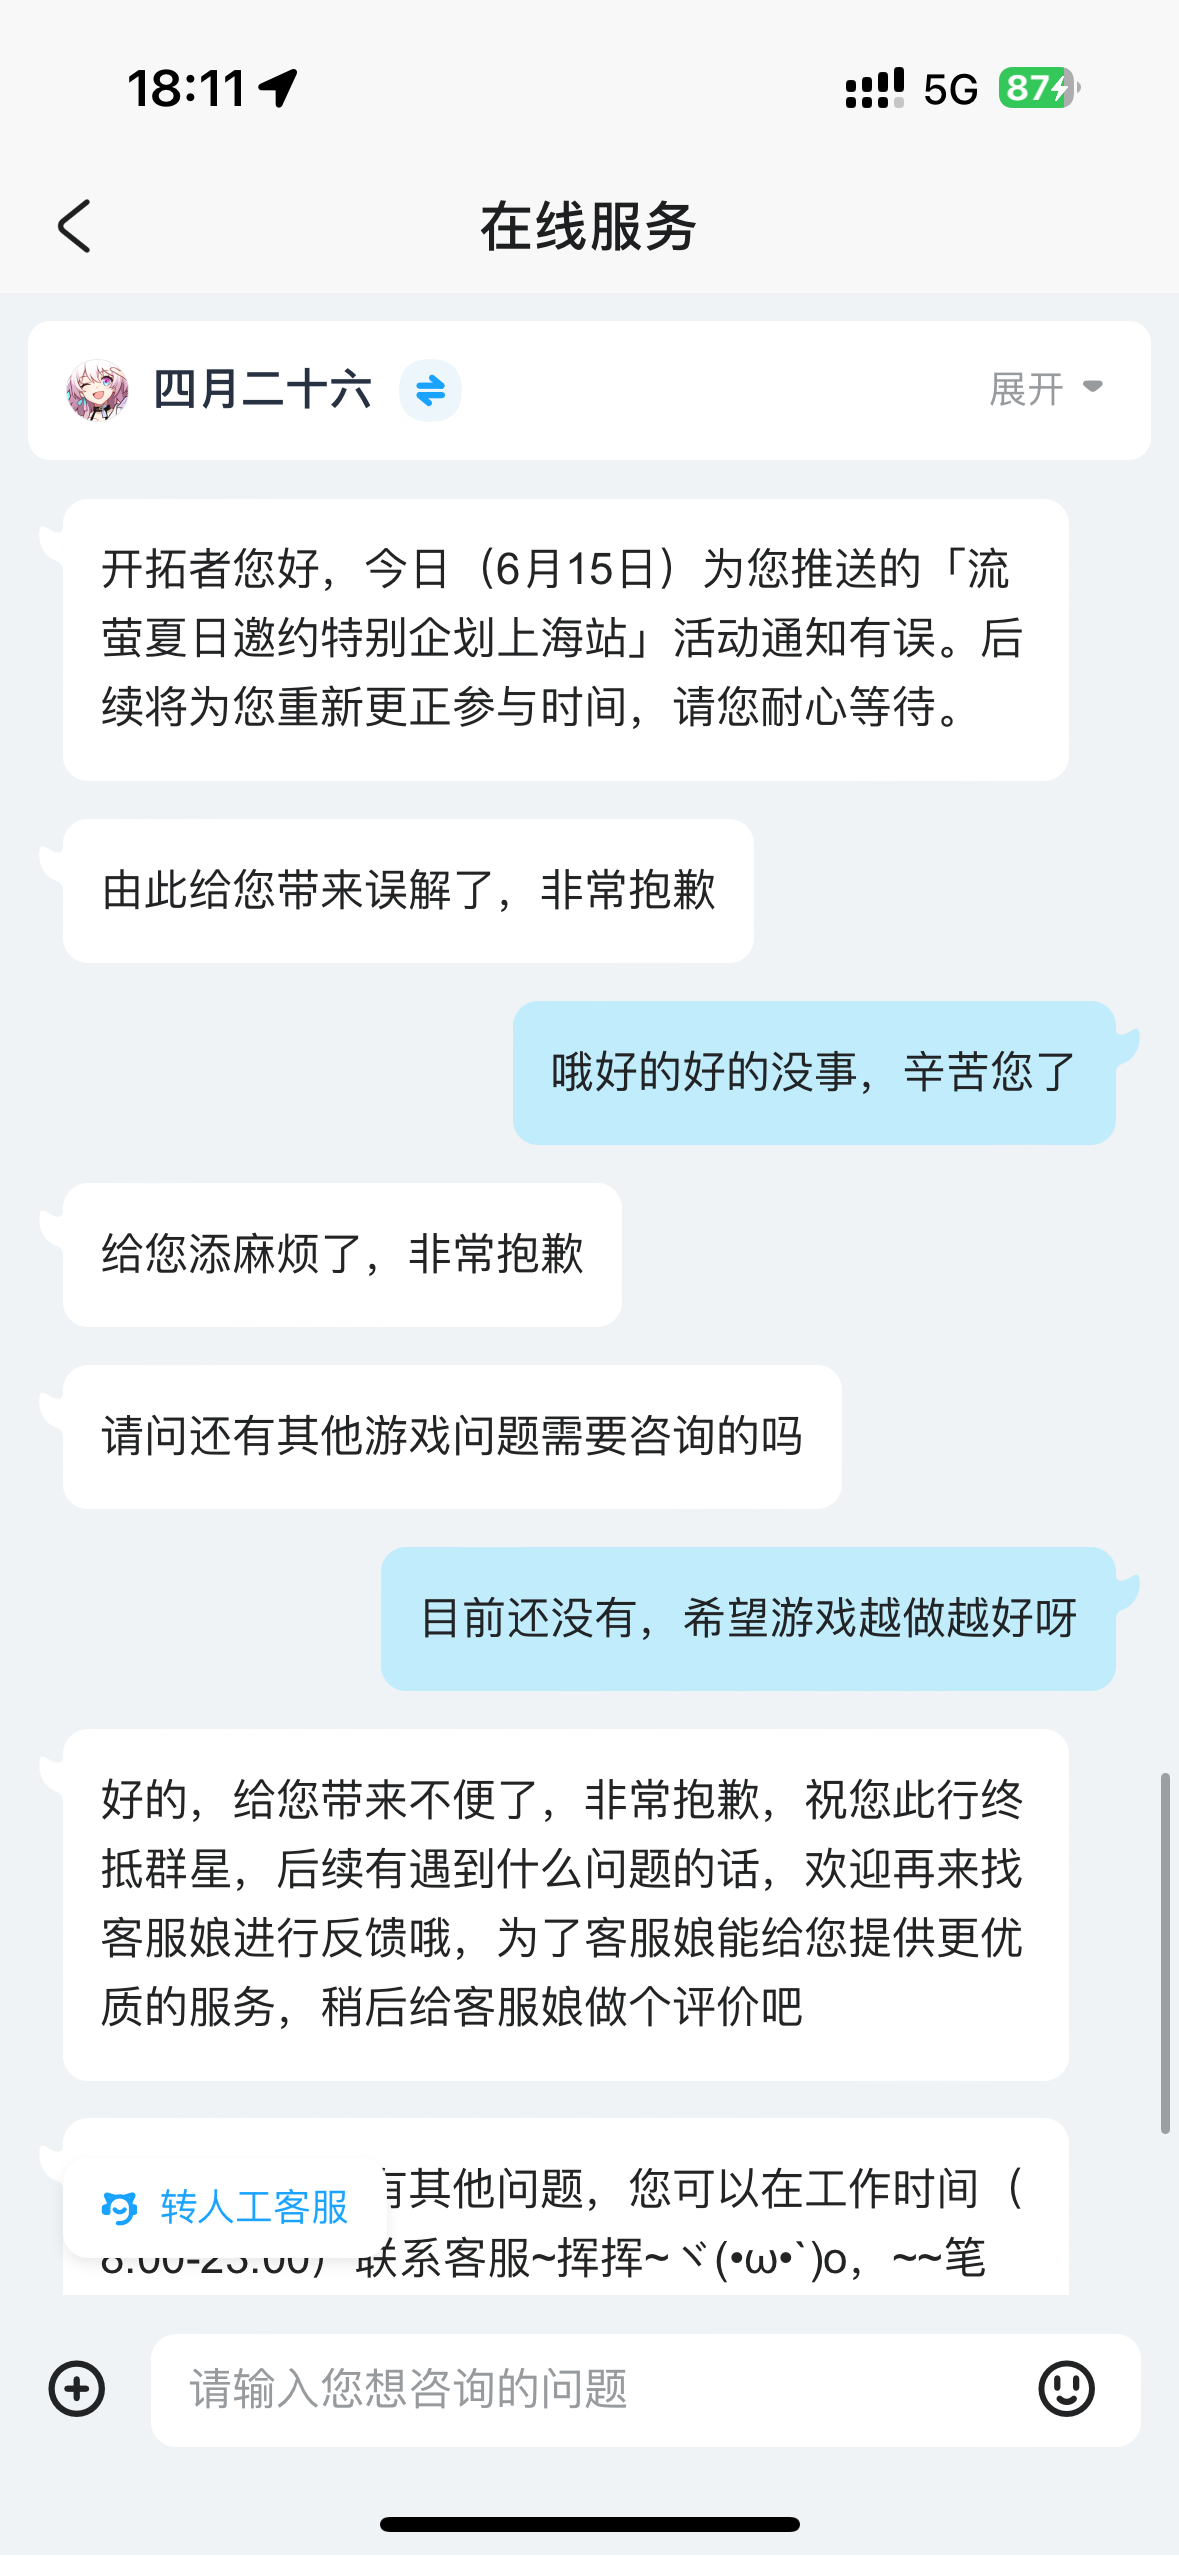 18:11
5G
87
在线服务
四月二十六
展开
开拓者您好，今日（6月15日）为您推送的「流
萤夏日邀约特别企划上海站」活动通知有误。后
续将为您重新更正参与时间，请您耐心等待。
由此给您带来误解了，非常抱歉
哦好的好的没事，辛苦您了
给您添麻烦了，非常抱歉
请问还有其他游戏问题需要咨询的吗
目前还没有，希望游戏越做越好呀
好的，给您带来不便了，非常抱歉，祝您此行终
抵群星，后续有遇到什么问题的话，欢迎再来找
客服娘进行反馈哦，为了客服娘能给您提供更优
质的服务，稍后给客服娘做个评价吧
有其他问题，您可以在工作时间（
转人工客服
联系客服~挥挥~ヾ(•ω•`)o，~~笔
请输入您想咨询的问题